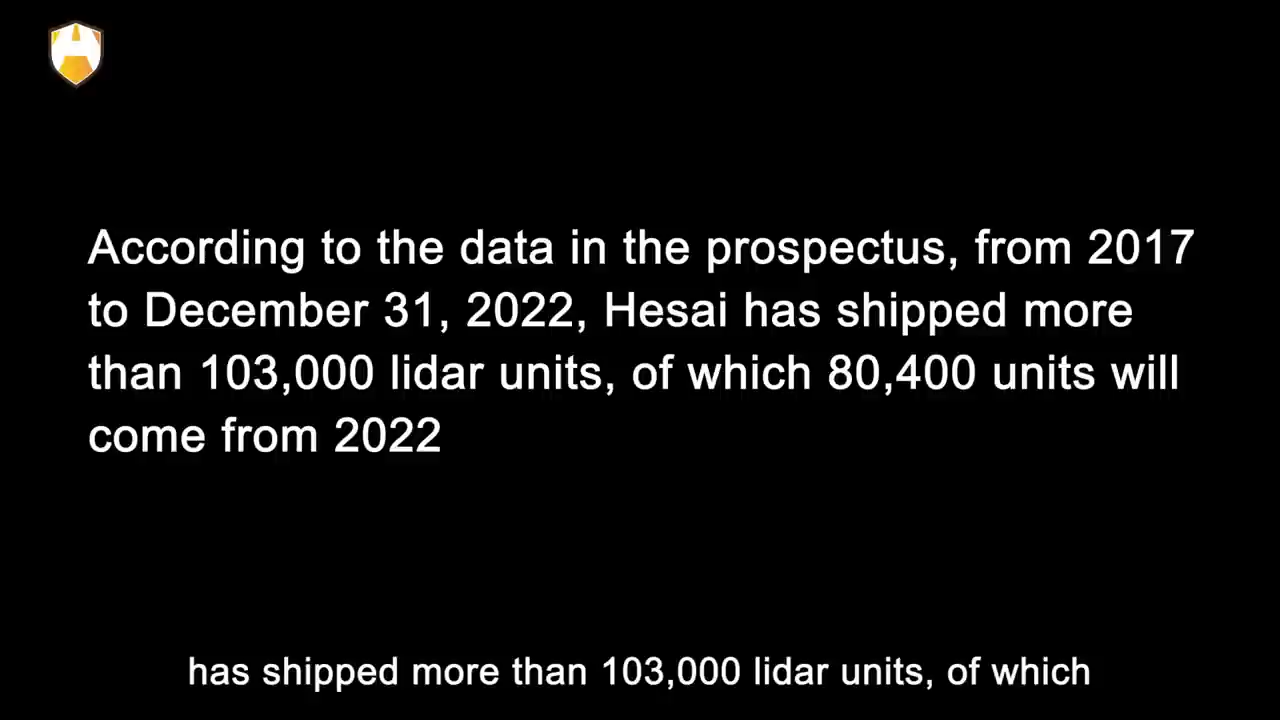 According to the data in the prospectus, from 2017
to December 31, 2022, Hesai has shipped more
than 103,000 lidar units, of which 80,400 units will
come from 2022
has shipped more than 103,000 lidar units, of which